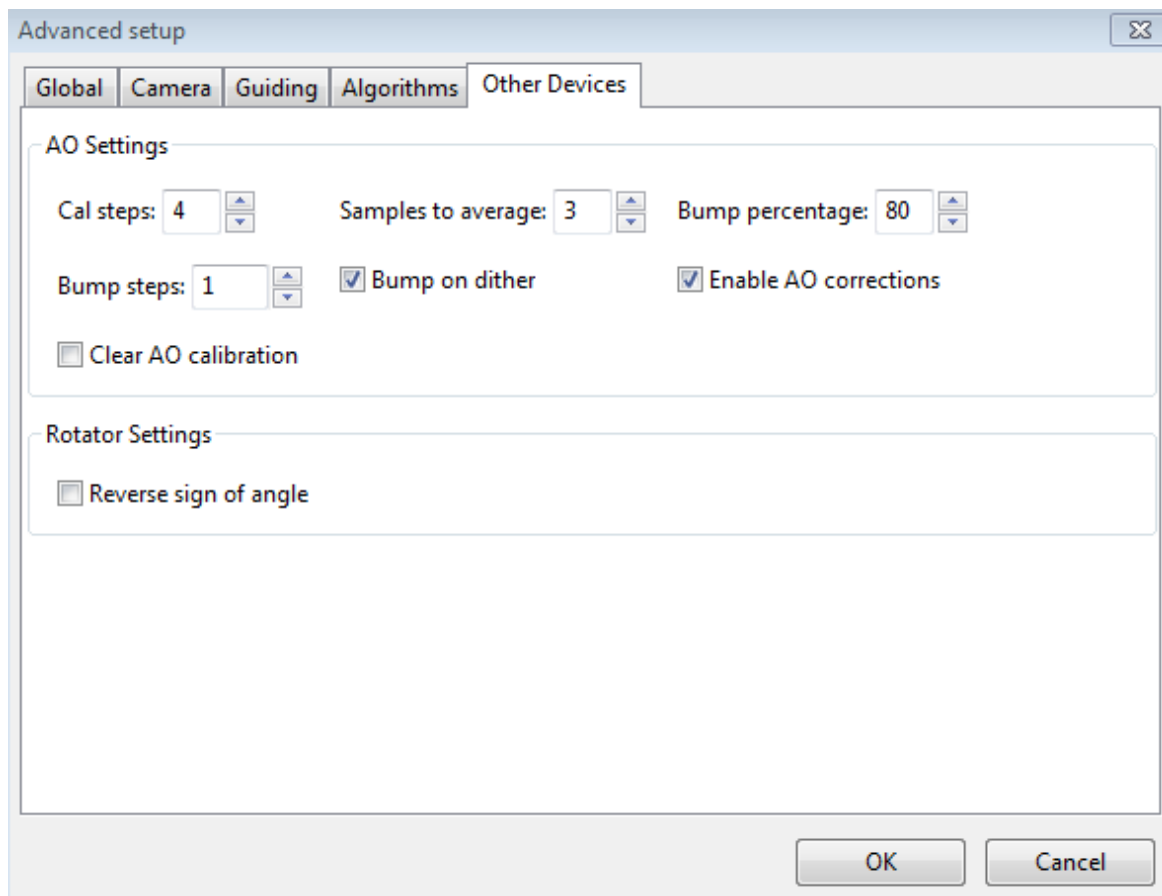 Advanced setup
Global Camera Guiding Algorithms Other Devices
AO Settings
Cal steps: 4 Samples to average: 3 Bump percentage: 80
Bump steps: 1 Bump on dither Enable AO corrections
Clear AO calibration
Rotator Settings
Reverse sign of angle
OK Cancel